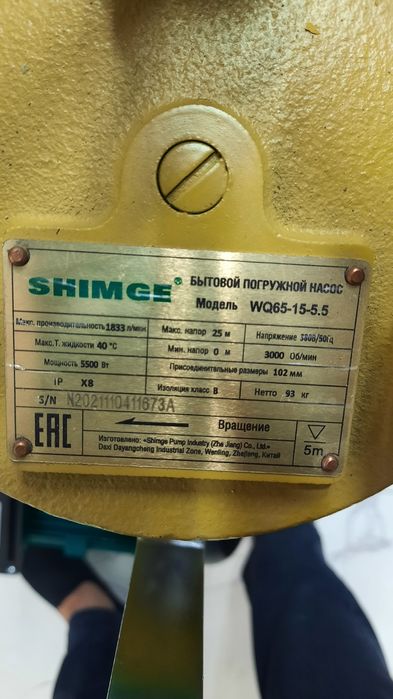 SHIMGE®
БЫТОВОЙ ПОГРУЖНОЙ НАСОС
Модель WQ65-15-5.5
Макс. производительность 1833 л/мин
Макс. напор 25 м
Напряжение 380В/50Гц
Макс.Т. жидкости 40 °C
Мин. напор 0 м
3000 Об/мин
Мощность 5500 Вт
Присоединительные размеры 102 мм
IP X8
Изоляция класс B
Нетто 93 кг
S/N N2021110411673A
EAC
Вращение
5m
Изготовлено: «Shimge Pump Industry (Zhe Jiang) Co., Ltd.»
Daxi Dayangcheng Industrial Zone, Wenling, Zhejiang, Китай